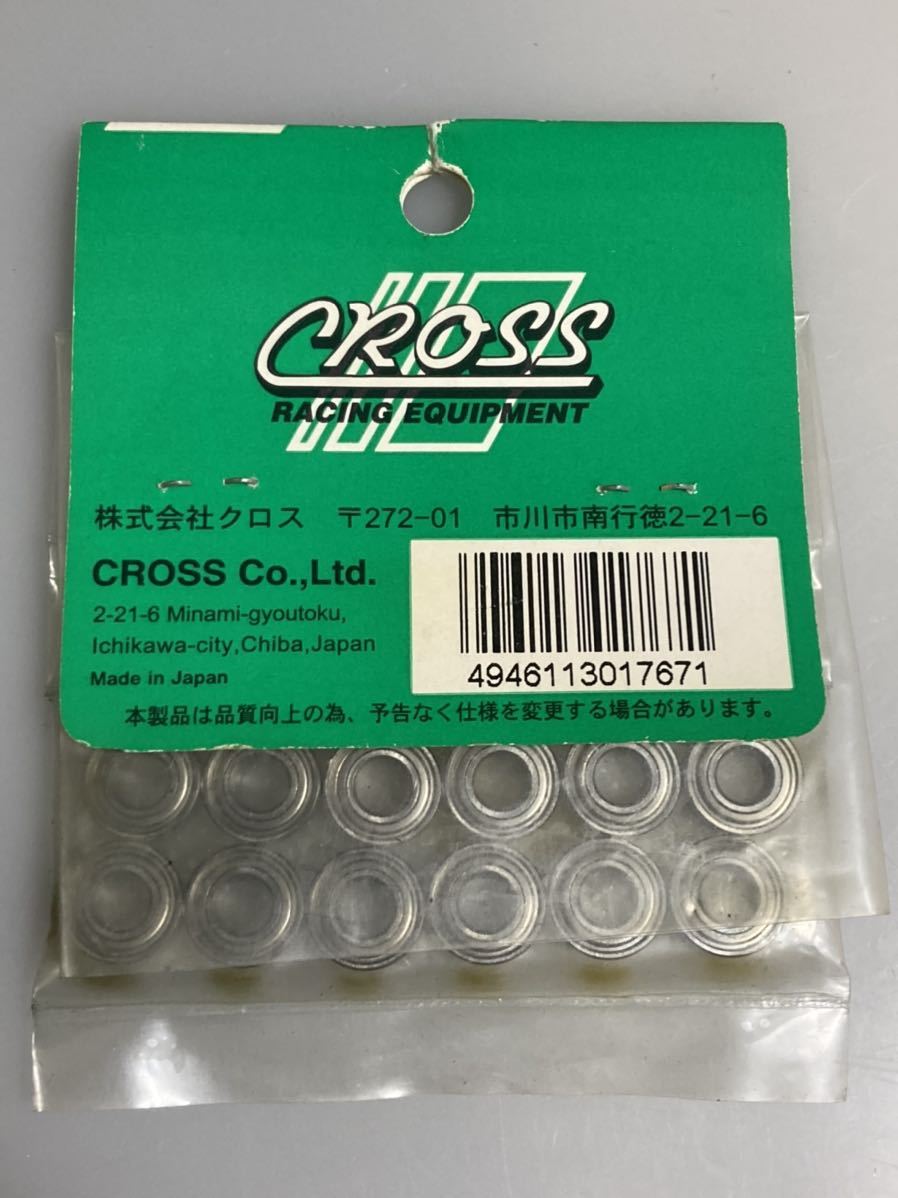 CROSS
RACING EQUIPMENT
株式会社クロス 〒272-01 市川市南行徳2-21-6
CROSS Co.,Ltd.
2-21-6 Minami-gyoutoku,
Ichikawa-city,Chiba,Japan
Made in Japan
4946113017671
本製品は品質向上の為、予告なく仕様を変更する場合があります。